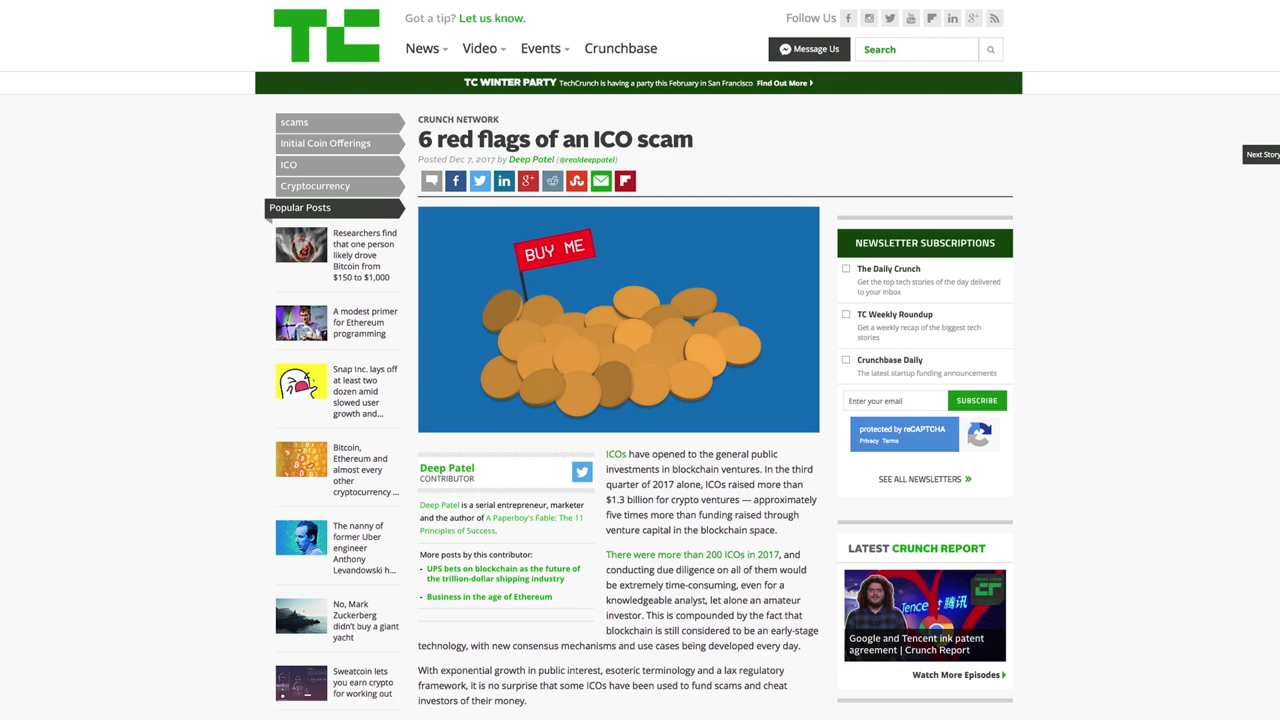 TC
Got a tip? Let us know.
Follow Us
News
Video
Events
Crunchbase
Message Us
Search
TC WINTER PARTY TechCrunch is having a party this February in San Francisco Find Out More
scams
Initial Coin Offerings
ICO
Cryptocurrency
Popular Posts
Researchers find
that one person
likely drove
Bitcoin from
$150 to $1,000
A modest primer
for Ethereum
programming
Snap Inc. lays off
at least two
dozen amid
slowed user
growth and...
Bitcoin,
Ethereum and
almost every
other
cryptocurrency ...
The nanny of
former Uber
engineer
Anthony
Levandowski h...
No, Mark
Zuckerberg
didn't buy a giant
yacht
Sweatcoin lets
you earn crypto
for working out
CRUNCH NETWORK
6 red flags of an ICO scam
Posted Dec 7, 2017 by Deep Patel (@realdeeppatel)
Next Story
BUY ME
Deep Patel
CONTRIBUTOR
Deep Patel is a serial entrepreneur, marketer
and the author of A Paperboy's Fable: The 11
Principles of Success.
More posts by this contributor:
- UPS bets on blockchain as the future of
the trillion-dollar shipping industry
- Business in the age of Ethereum
ICOs have opened to the general public
investments in blockchain ventures. In the third
quarter of 2017 alone, ICOs raised more than
$1.3 billion for crypto ventures — approximately
five times more than funding raised through
venture capital in the blockchain space.
There were more than 200 ICOs in 2017, and
conducting due diligence on all of them would
be extremely time-consuming, even for a
knowledgeable analyst, let alone an amateur
investor. This is compounded by the fact that
blockchain is still considered to be an early-stage
technology, with new consensus mechanisms and use cases being developed every day.
With exponential growth in public interest, esoteric terminology and a lax regulatory
framework, it is no surprise that some ICOs have been used to fund scams and cheat
investors of their money.
NEWSLETTER SUBSCRIPTIONS
The Daily Crunch
Get the top tech stories of the day delivered
to your inbox
TC Weekly Roundup
Get a weekly recap of the biggest tech
stories
Crunchbase Daily
The latest startup funding announcements
Enter your email
SUBSCRIBE
protected by reCAPTCHA
Privacy Terms
SEE ALL NEWSLETTERS
LATEST CRUNCH REPORT
Tencent 腾讯
Google and Tencent ink patent
agreement | Crunch Report
Watch More Episodes